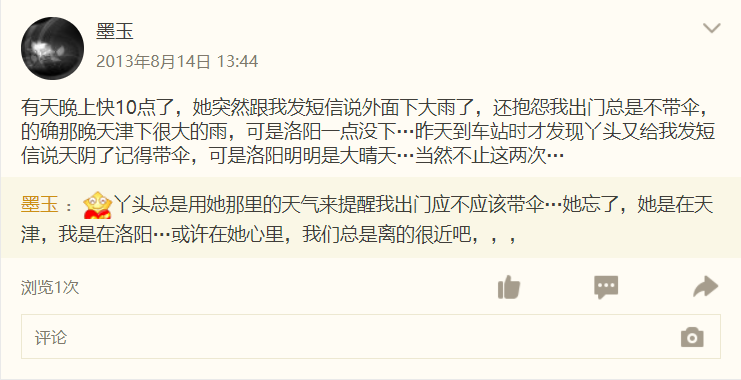 墨玉
2013年8月14日 13:44
有天晚上快10点了，她突然跟我发短信说外面下大雨了，还抱怨我出门总是不带伞，
的确那晚天津下很大的雨，可是洛阳一点没下…昨天到车站时才发现丫头又给我发短
信说天阴了记得带伞，可是洛阳明明是大晴天…当然不止这两次…
墨玉 ：丫头总是用她那里的天气来提醒我出门应不应该带伞…她忘了，她是在天
津，我是在洛阳…或许在她心里，我们总是离的很近吧，，，
浏览1次
评论